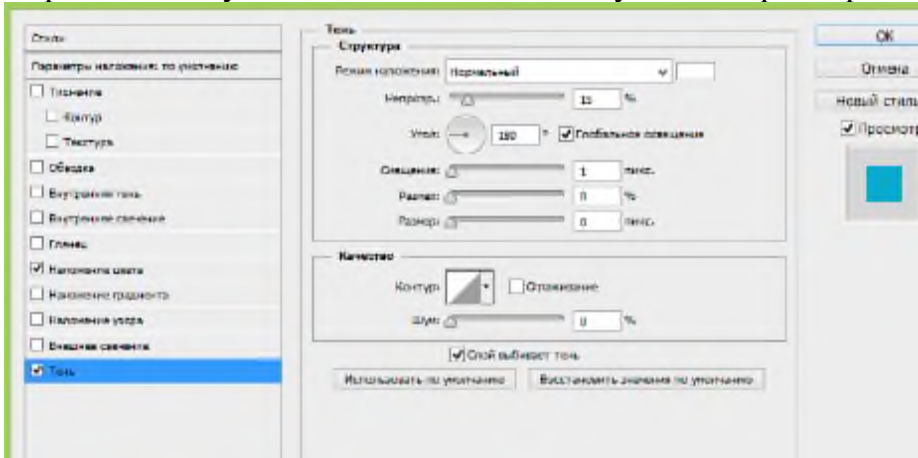 Стили
Параметры наложения: по умолчанию
Тиснение
Контур
Текстура
Обводка
Внутренняя тень
Внутреннее свечение
Глянец
Наложение цвета
Наложение градиента
Наложение узора
Внешнее свечение
Тень
Тень
Структура
Режим наложения: Нормальный
Непрозр.: 15 %
Угол: 180 ° Глобальное освещение
Смещение: 1 пикс.
Размах: 0 %
Размер: 0 пикс.
Качество
Контур: Сглаживание
Шум: 0 %
Слой выбивает тень
Использовать по умолчанию Восстановить значения по умолчанию
ОК
Отмена
Новый стиль
Просмотр